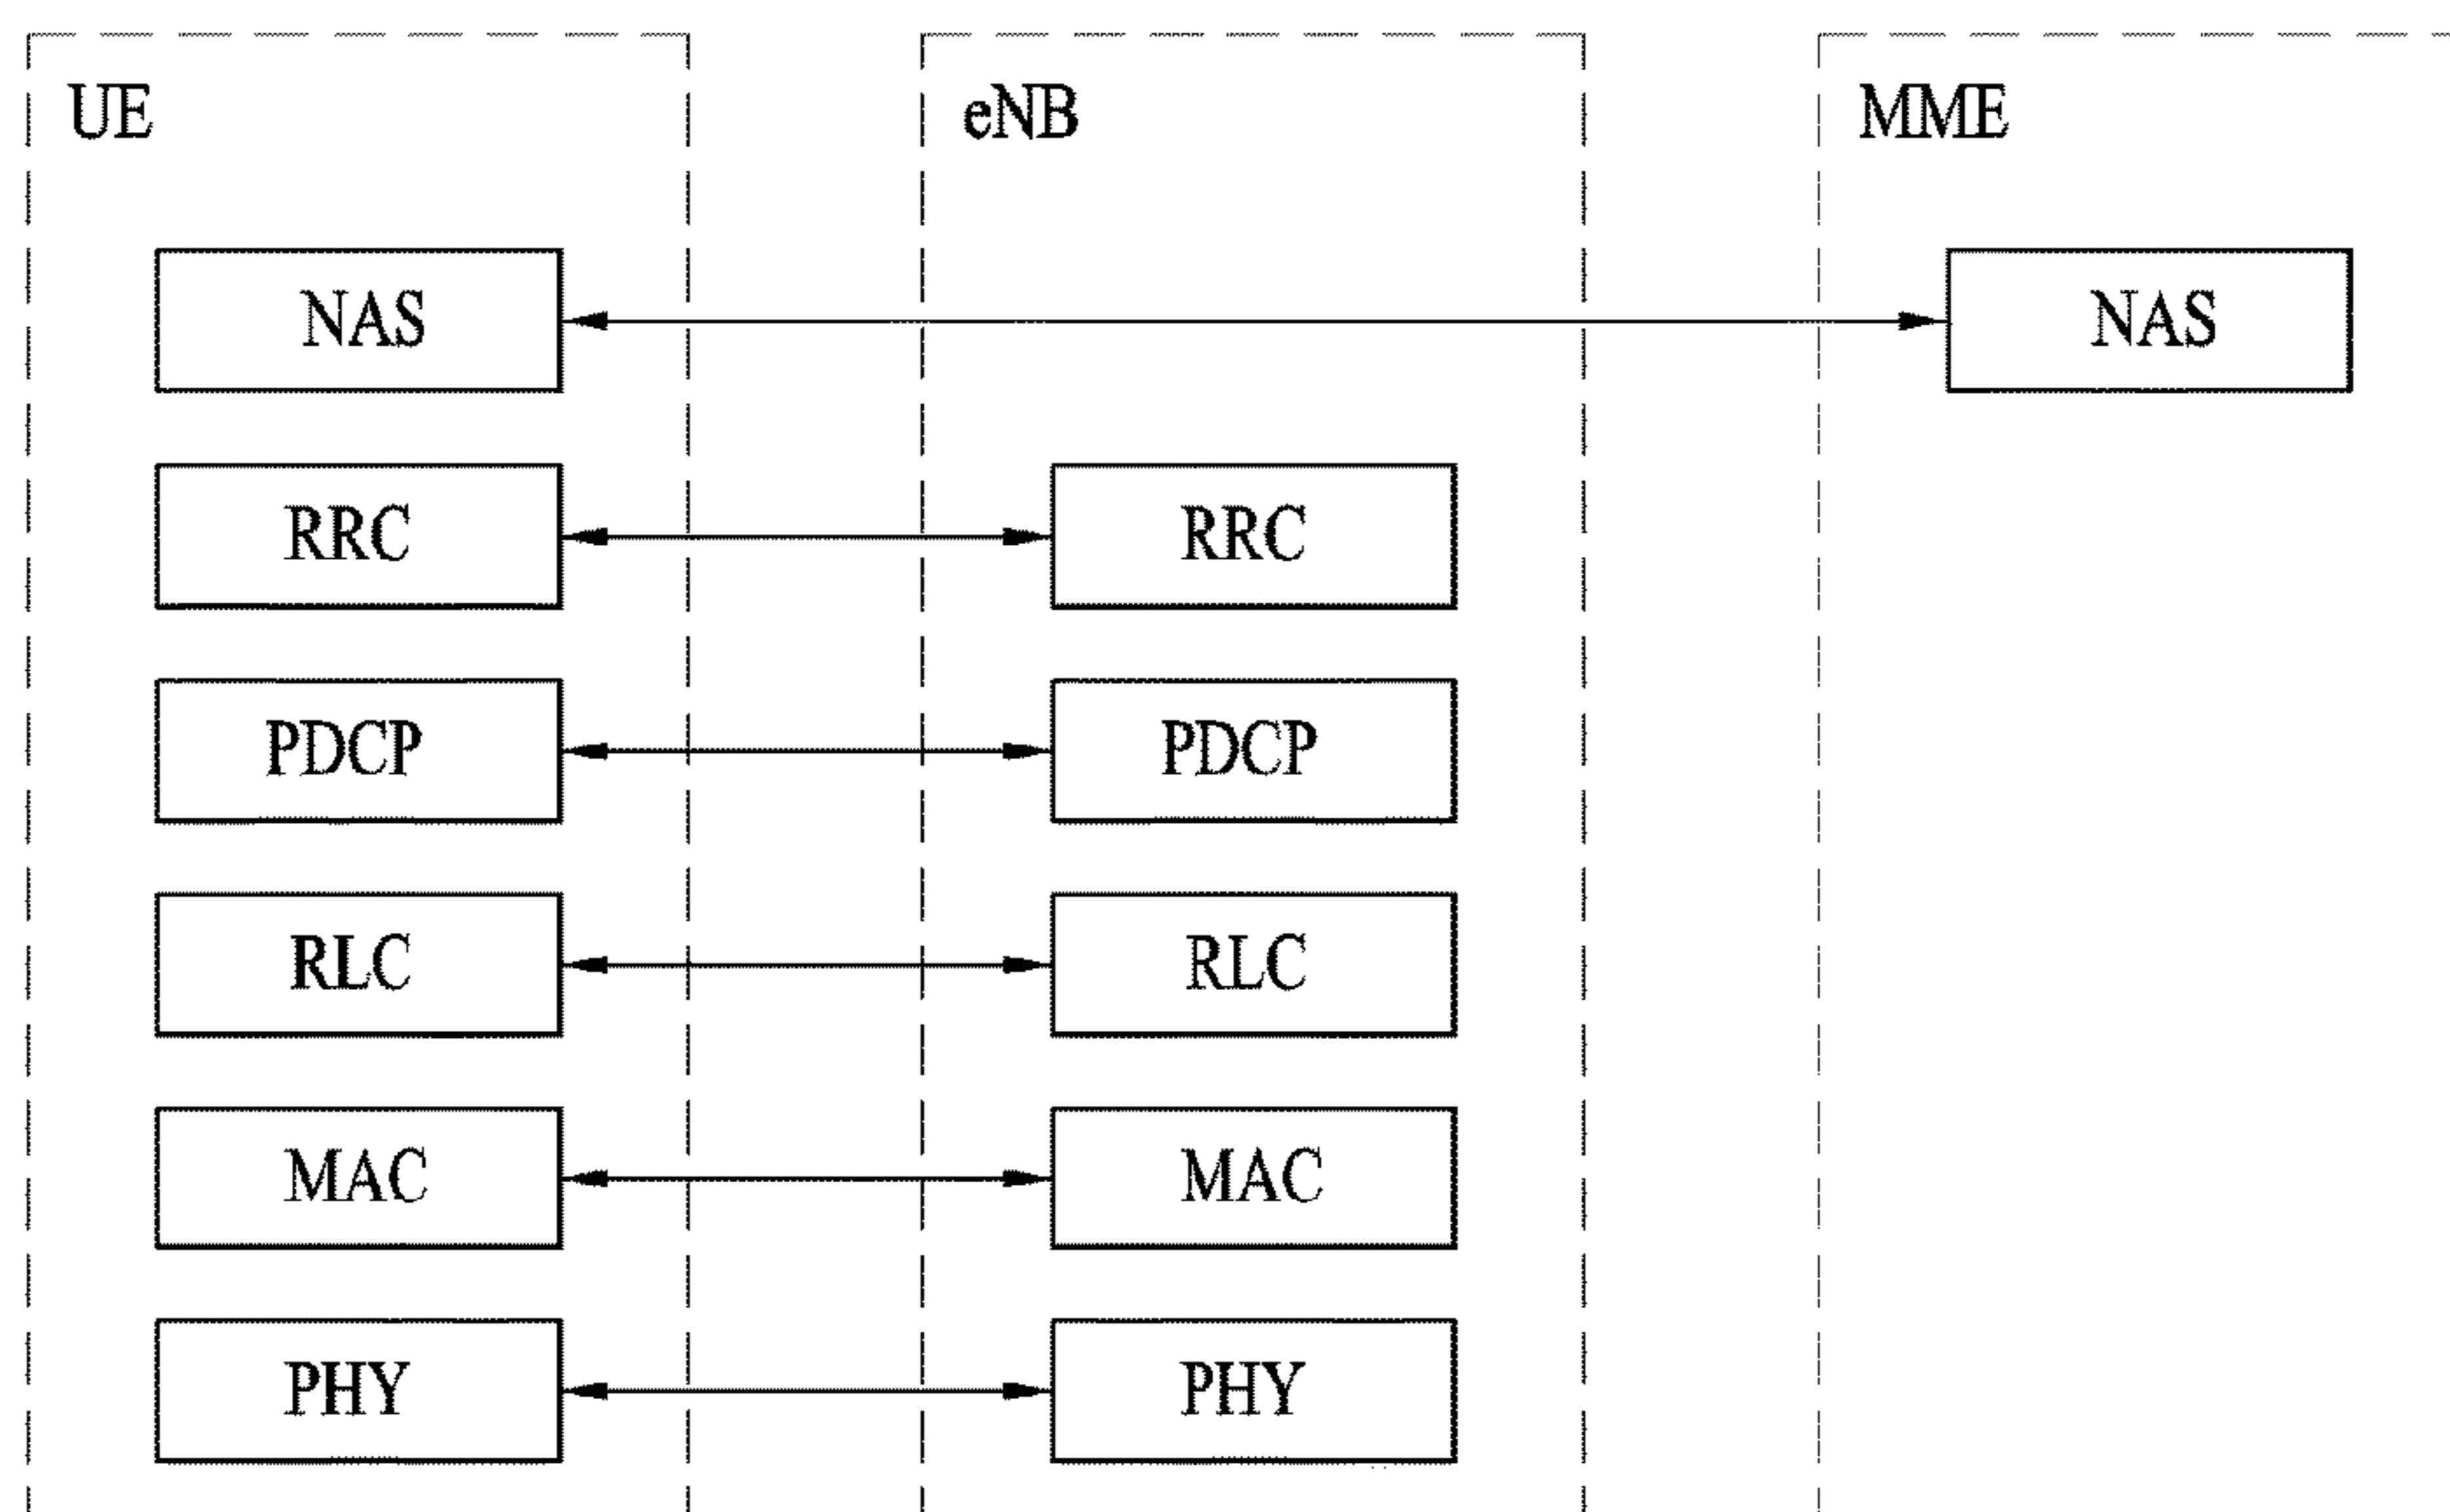 UE eNB MME
NAS NAS
RRC RRC
PDCP PDCP
RLC RLC
MAC MAC
PHY PHY